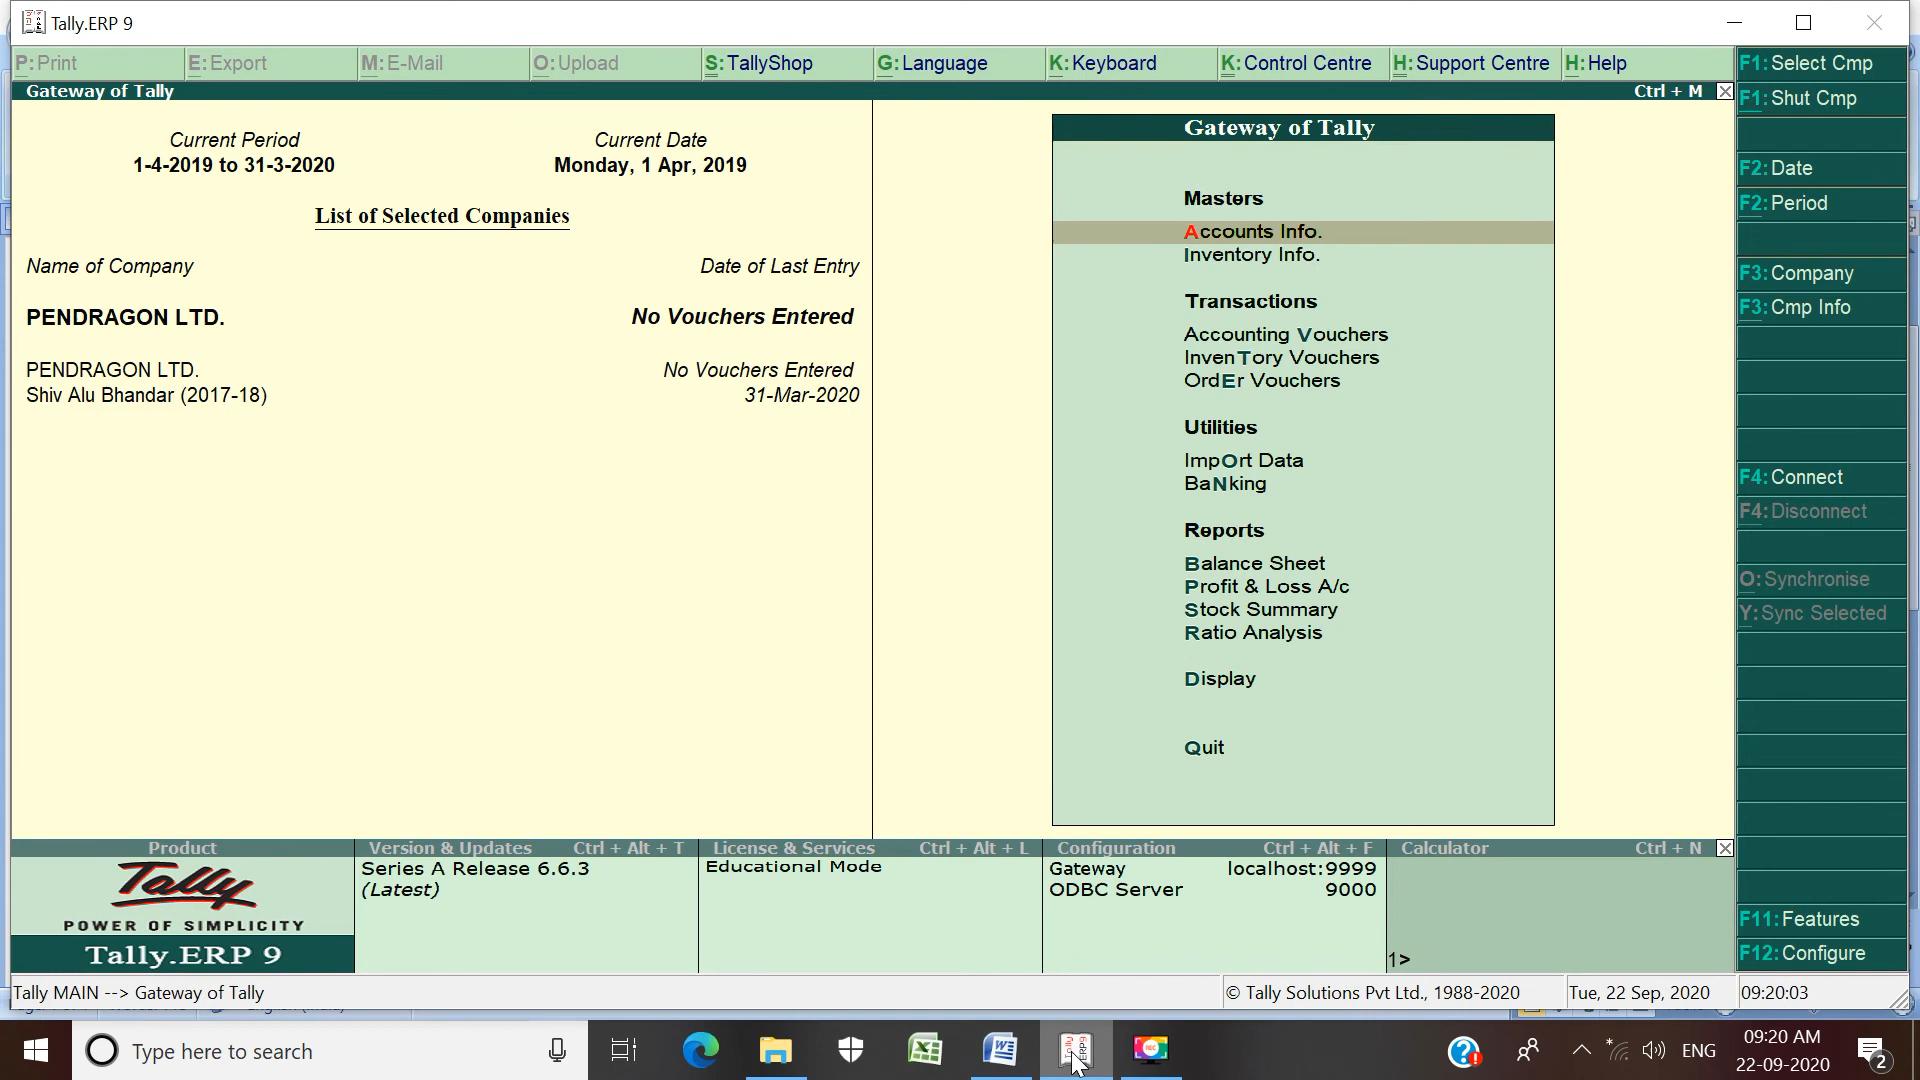 Tally.ERP 9
P: Print
E: Export
M: E-Mail
O: Upload
S: TallyShop
G: Language
K: Keyboard
K: Control Centre
H: Support Centre
H: Help
Gateway of Tally
Ctrl + M
Current Period
1-4-2019 to 31-3-2020
Current Date
Monday, 1 Apr, 2019
List of Selected Companies
Name of Company
Date of Last Entry
PENDRAGON LTD.
No Vouchers Entered
PENDRAGON LTD.
No Vouchers Entered
Shiv Alu Bhandar (2017-18)
31-Mar-2020
Gateway of Tally
Masters
Accounts Info.
Inventory Info.
Transactions
Accounting Vouchers
InvenTory Vouchers
OrdEr Vouchers
Utilities
ImpOrt Data
BaNking
Reports
Balance Sheet
Profit & Loss A/c
Stock Summary
Ratio Analysis
Display
Quit
F1: Select Cmp
F1: Shut Cmp
F2: Date
F2: Period
F3: Company
F3: Cmp Info
F4: Connect
F4: Disconnect
O: Synchronise
Y: Sync Selected
F11: Features
F12: Configure
Product
Tally
POWER OF SIMPLICITY
Tally.ERP 9
Version & Updates
Ctrl + Alt + T
Series A Release 6.6.3
(Latest)
License & Services
Ctrl + Alt + L
Educational Mode
Configuration
Ctrl + Alt + F
Gateway
localhost:9999
ODBC Server
9000
Calculator
Ctrl + N
1>
Tally MAIN --> Gateway of Tally
© Tally Solutions Pvt Ltd., 1988-2020
Tue, 22 Sep, 2020
09:20:03
Type here to search
ENG
09:20 AM
22-09-2020
2